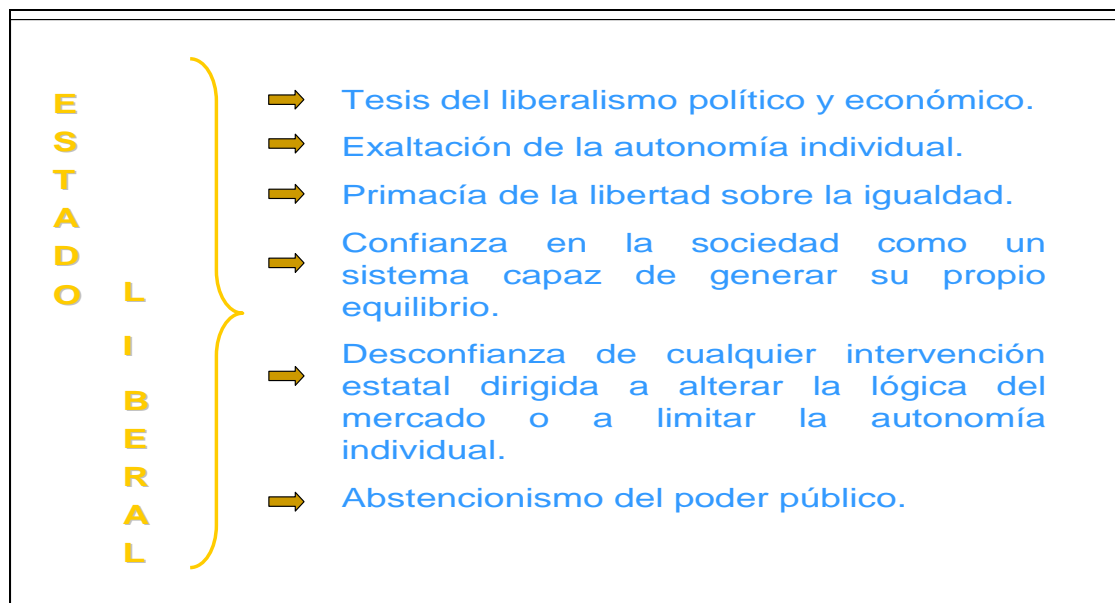 ESTADO
LIBERAL
Tesis del liberalismo político y económico.
Exaltación de la autonomía individual.
Primacía de la libertad sobre la igualdad.
Confianza en la sociedad como un
sistema capaz de generar su propio
equilibrio.
Desconfianza de cualquier intervención
estatal dirigida a alterar la lógica del
mercado o a limitar la autonomía
individual.
Abstencionismo del poder público.